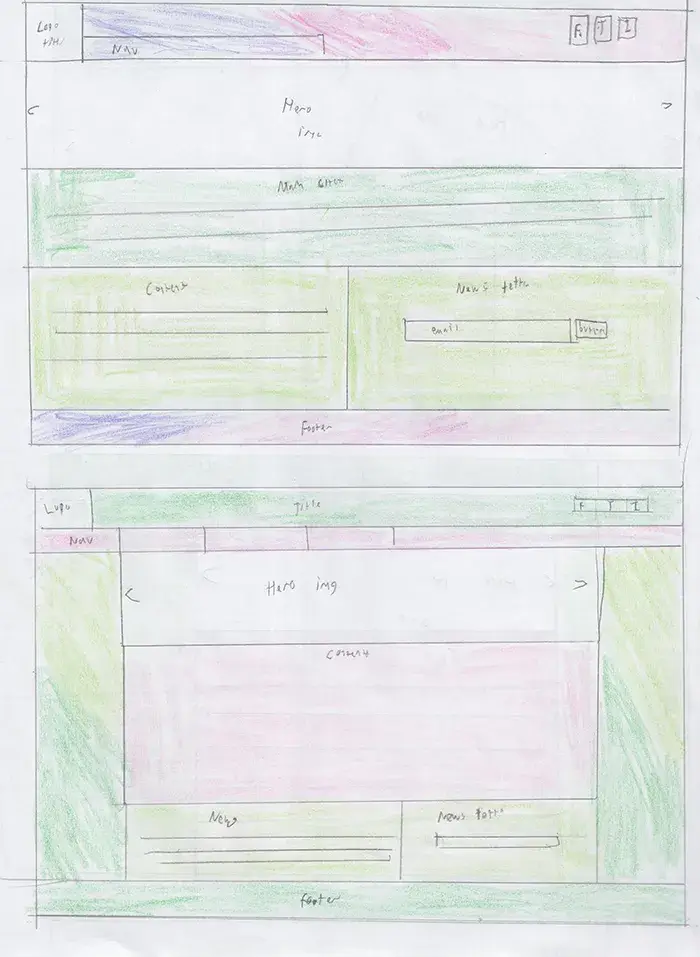 Logo
F T I
Nav
< Hero >
img
Main
Content
News letter
email button
Footer
Logo Title F T I
Nav
< Hero img >
Content
News
News letter
Footer